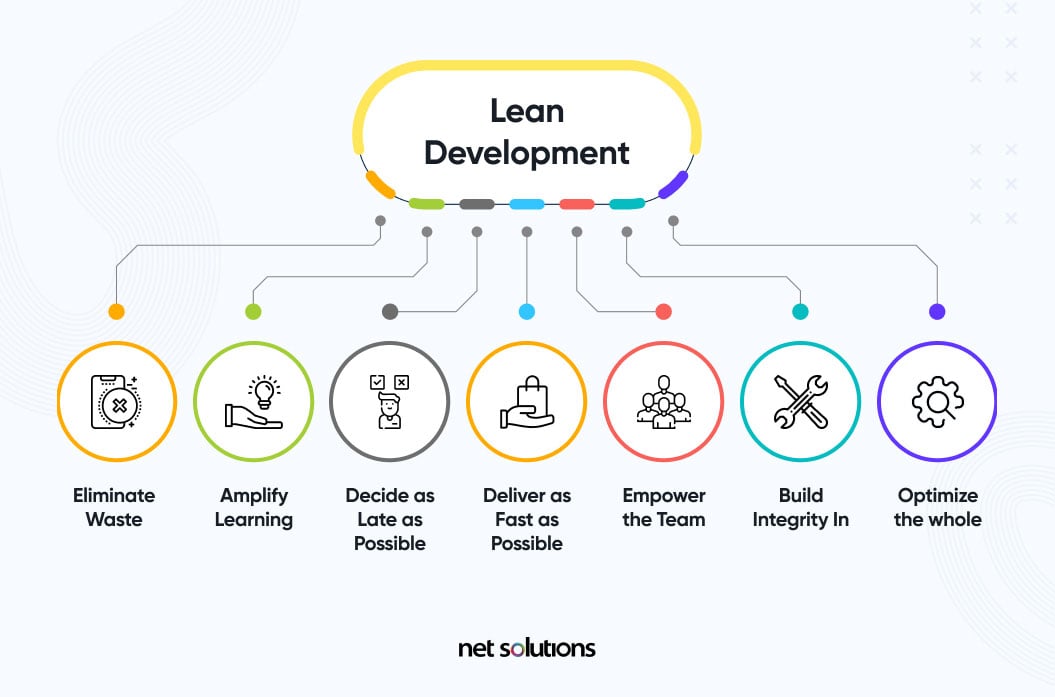 Lean
Development
Eliminate
Waste
Amplify
Learning
Decide as
Late as
Possible
Deliver as
Fast as
Possible
Empower
the Team
Build
Integrity In
Optimize
the whole
net solutions